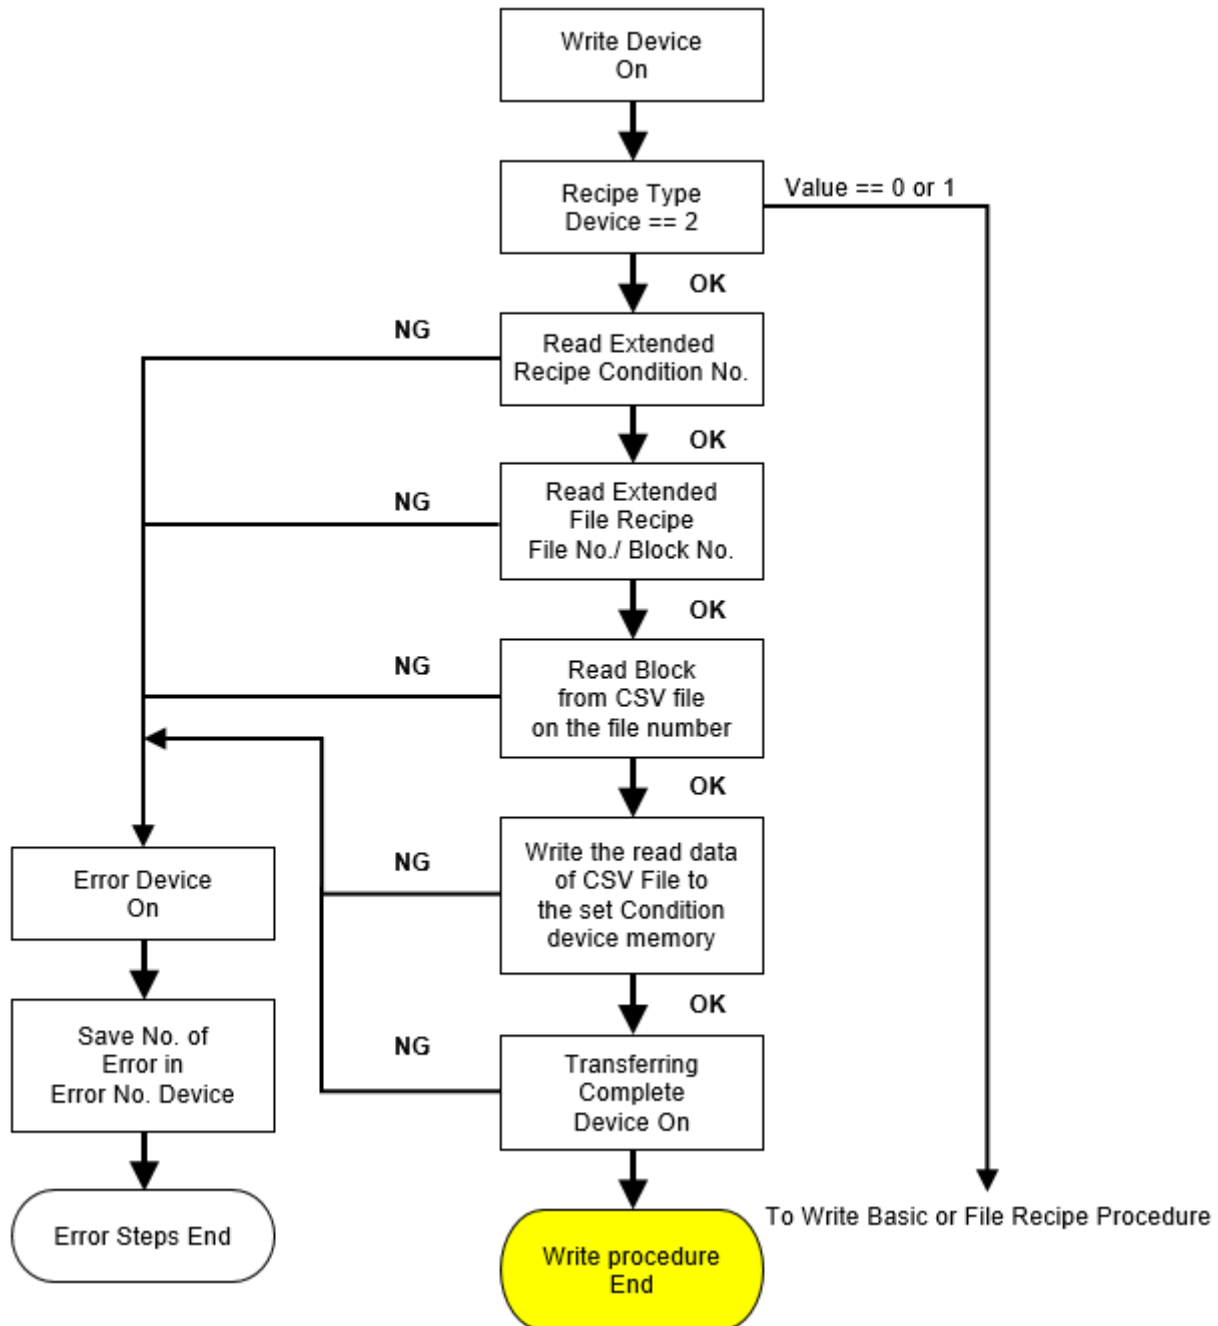 Write Device
On
Recipe Type
Device == 2
Value == 0 or 1
OK
NG
Read Extended
Recipe Condition No.
OK
NG
Read Extended
File Recipe
File No./ Block No.
OK
NG
Read Block
from CSV file
on the file number
OK
NG
Write the read data
of CSV File to
the set Condition
device memory
Error Device
On
OK
NG
Transferring
Complete
Device On
Save No. of
Error in
Error No. Device
To Write Basic or File Recipe Procedure
Error Steps End
Write procedure
End